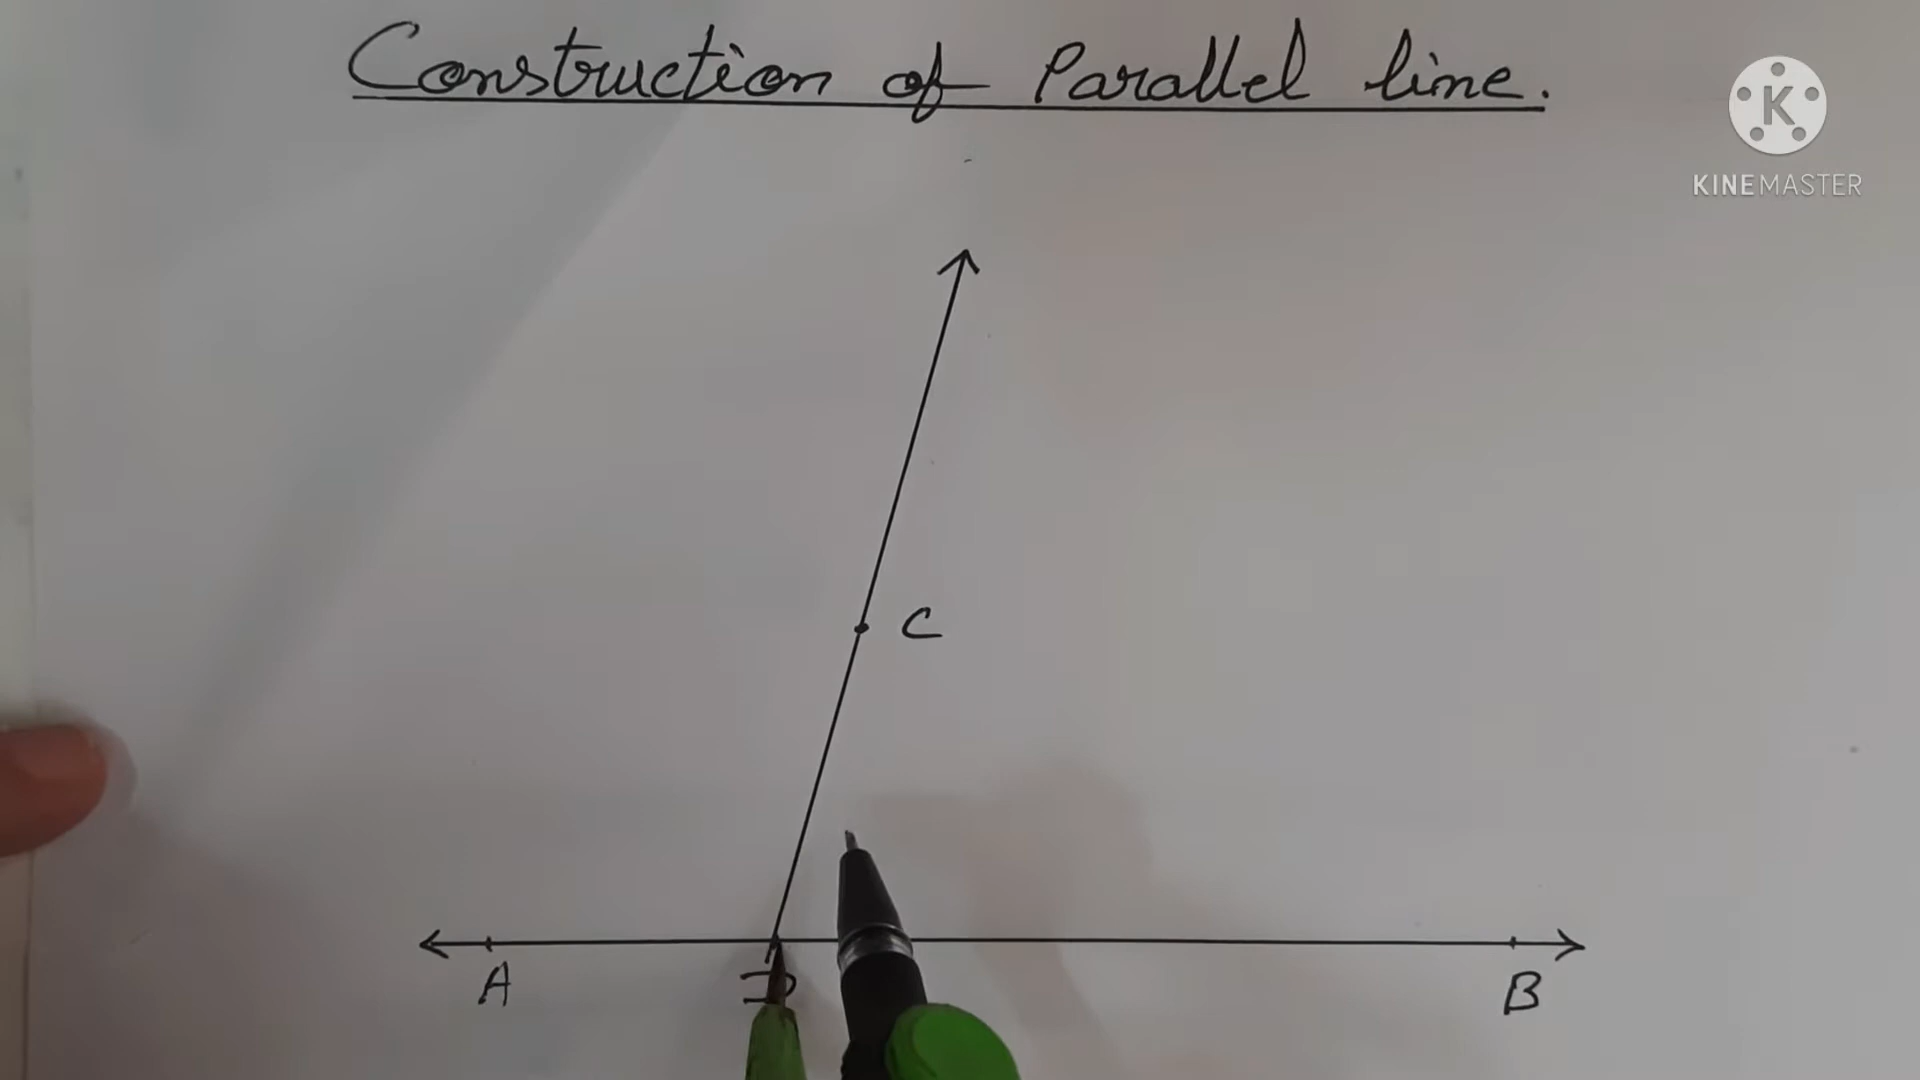 Construction of Parallel line.
K
KINEMASTER
C
A D B